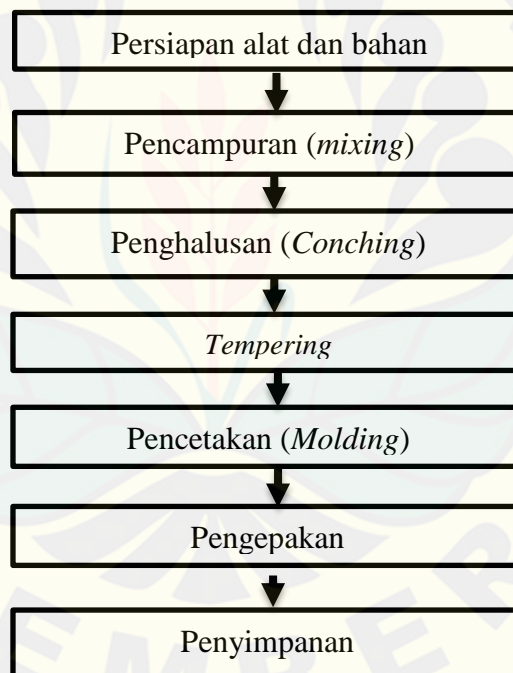 Persiapan alat dan bahan
Pencampuran (mixing)
Penghalusan (Conching)
Tempering
Pencetakan (Molding)
Pengepakan
Penyimpanan